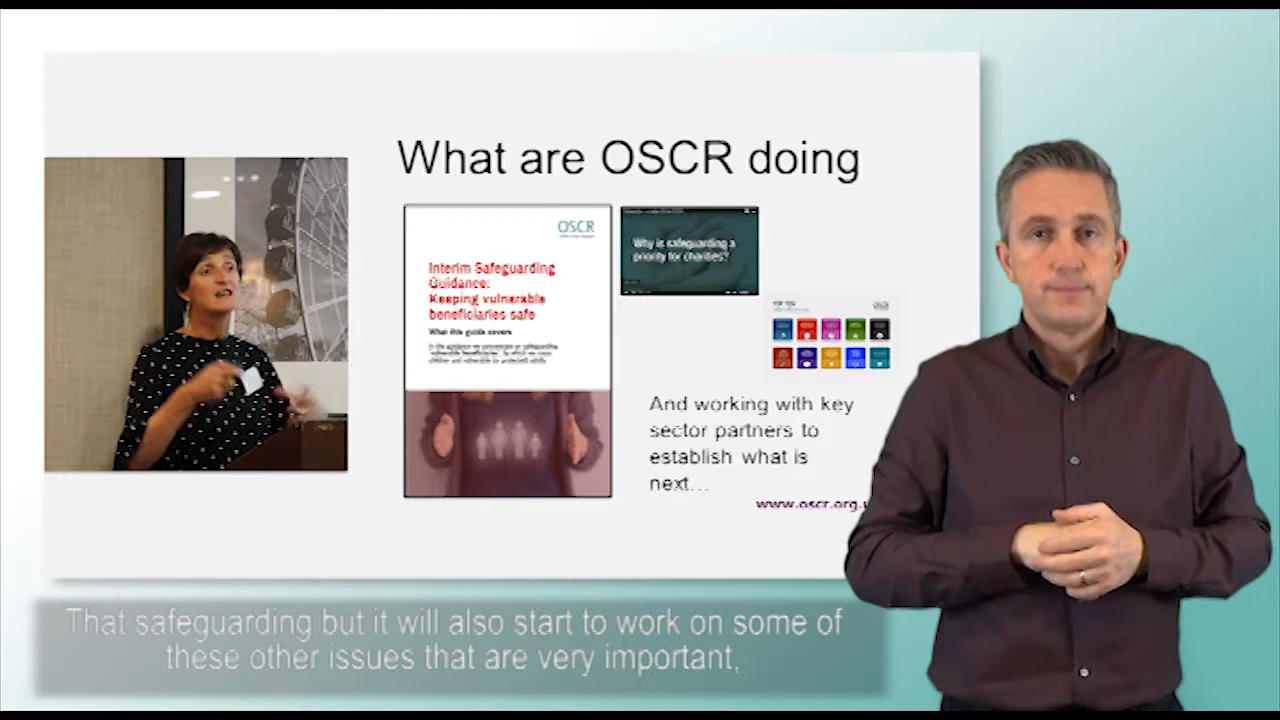 What are OSCR doing
OSCR
Interim Safeguarding
Guidance:
Keeping vulnerable
beneficiaries safe
What this guide covers
Why is safeguarding a
priority for charities?
OSCR
And working with key
sector partners to
establish what is
next…
www.oscr.org.u
That safeguarding but it will also start to work on some of
these other issues that are very important,